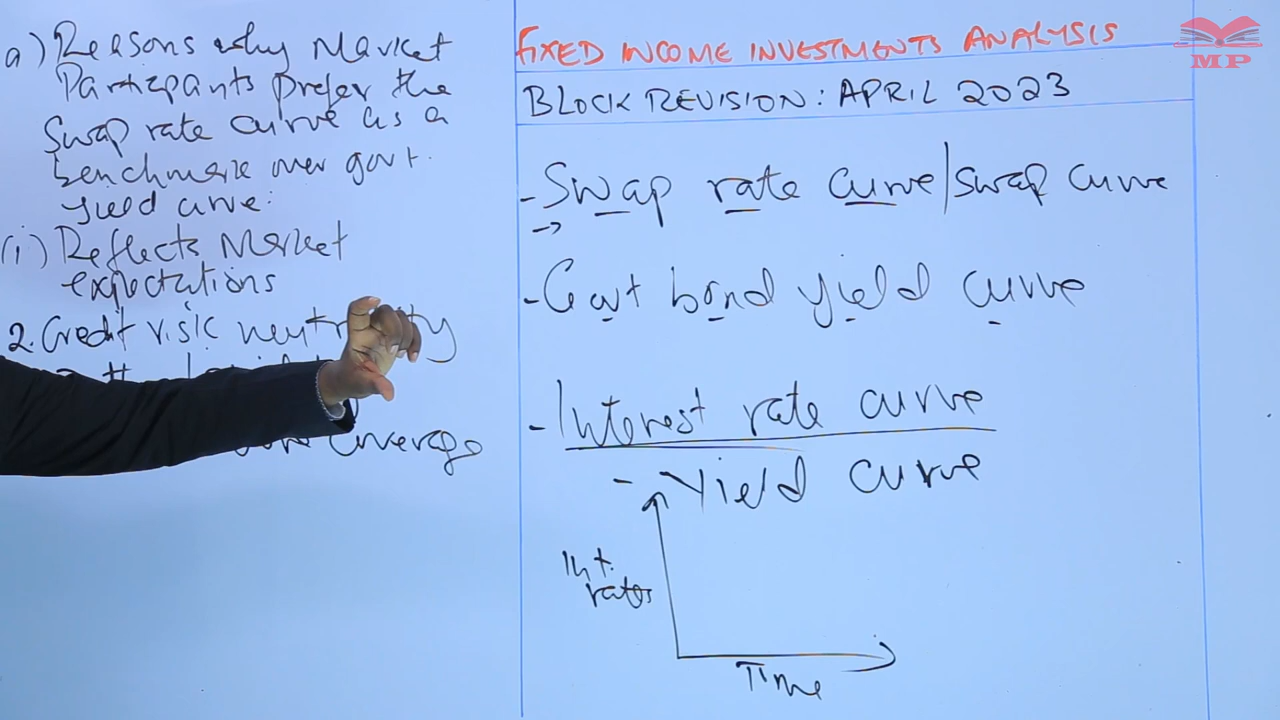 a) Reasons why Market
Participants prefer the
Swap rate curve as a
benchmark over govt.
yield curve:
(i) Reflects Market
expectations
2. Credit risk neutrality
coverage
FIXED INCOME INVESTMENTS ANALYSIS
MP
BLOCK REVISION: APRIL 2023
- Swap rate curve/swap curve
→
- Govt bond yield curve
- Interest rate curve
- Yield curve
Int.
rates
Time